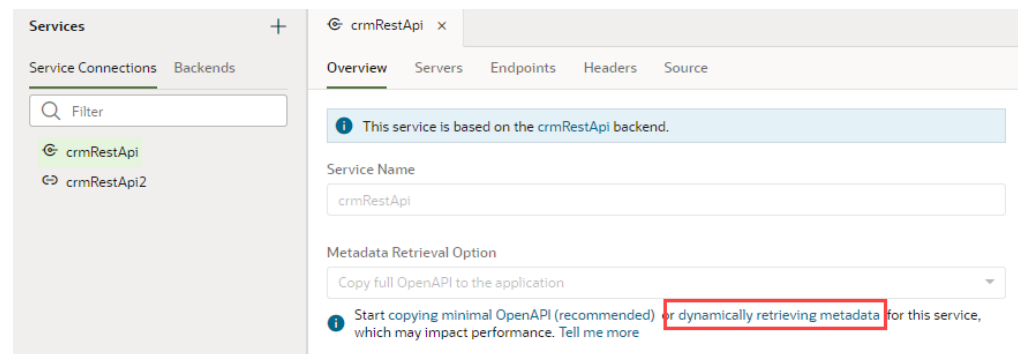 Services
Service Connections Backends
Filter
crmRestApi
crmRestApi2
crmRestApi ×
Overview Servers Endpoints Headers Source
This service is based on the crmRestApi backend.
Service Name
crmRestApi
Metadata Retrieval Option
Copy full OpenAPI to the application
Start copying minimal OpenAPI (recommended) or dynamically retrieving metadata for this service,
which may impact performance. Tell me more